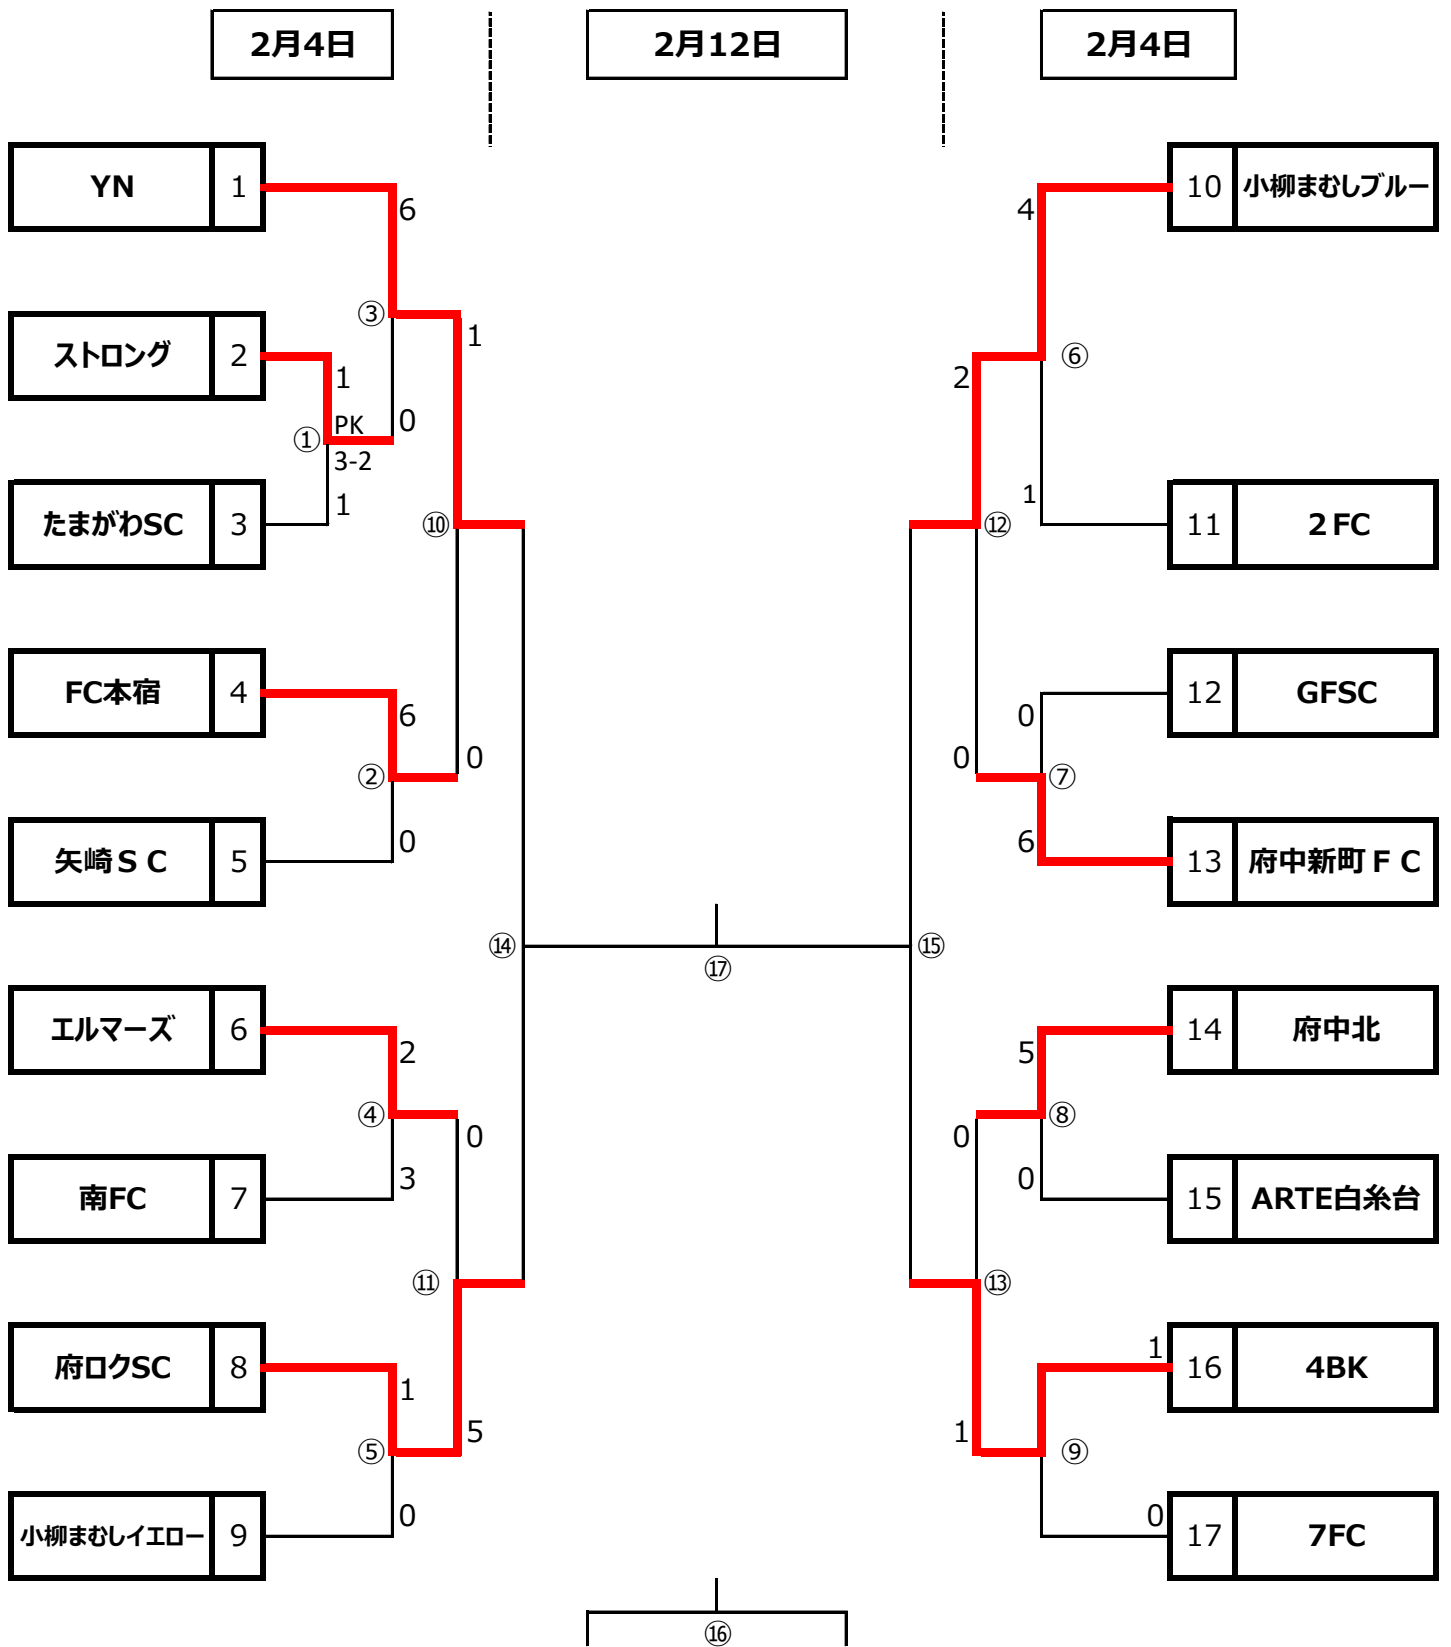 2月4日 2月12日 2月4日
YN 1 6 4 10 小柳まむしブルー
③ 1
ストロング 2 1 2 ⑥
① PK 0
3-2
たまがわSC 3 1 ⑩ ⑫ 1 11 2FC
FC本宿 4 6 0 12 GFSC
② 0 0 ⑦
矢崎SC 5 0 6 13 府中新町FC
⑭ ⑰ ⑮
エルマーズ 6 2 5 14 府中北
④ 0 0 ⑧
南FC 7 3 0 15 ARTE白糸台
⑪ ⑬
府ロクSC 8 1 1 16 4BK
⑤ 5 1 ⑨
小柳まむしイエロー 9 0 0 17 7FC
⑯